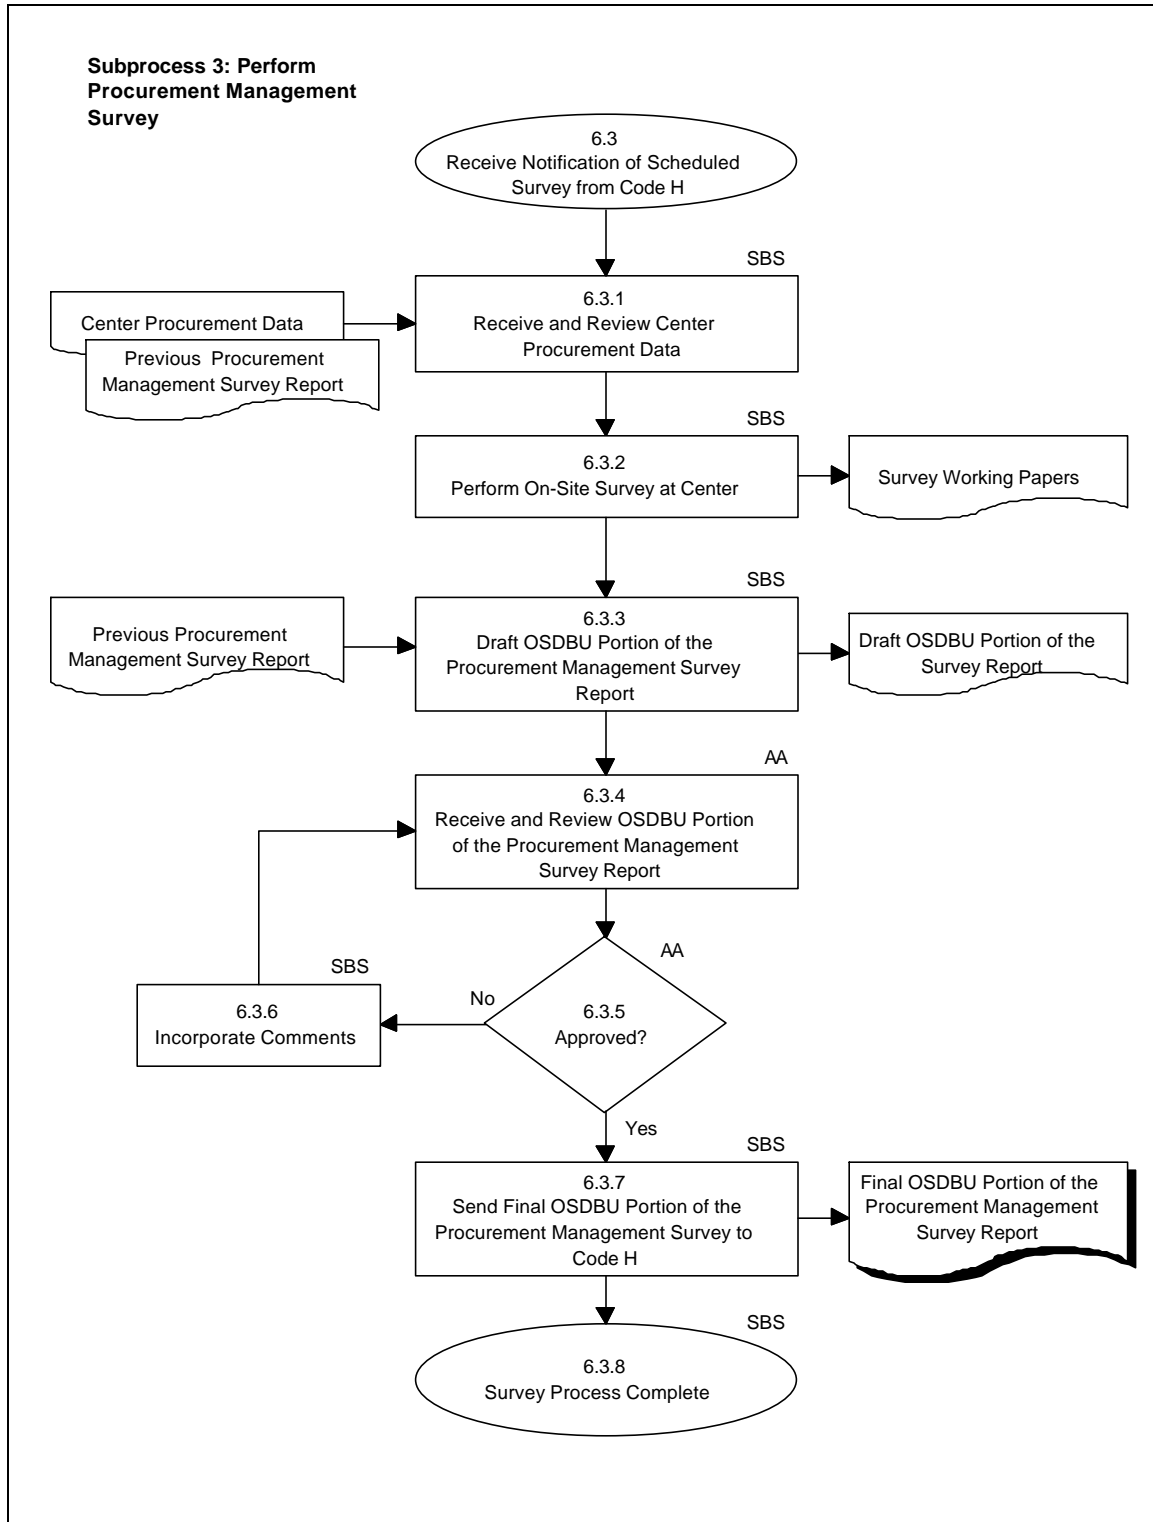 Subprocess 3: Perform
Procurement Management
Survey
6.3
Receive Notification of Scheduled
Survey from Code H
SBS
6.3.1
Receive and Review Center
Procurement Data
Center Procurement Data
Previous Procurement
Management Survey Report
SBS
6.3.2
Perform On-Site Survey at Center
Survey Working Papers
SBS
Previous Procurement
Management Survey Report
6.3.3
Draft OSDBU Portion of the
Procurement Management Survey
Report
Draft OSDBU Portion of the
Survey Report
AA
6.3.4
Receive and Review OSDBU Portion
of the Procurement Management
Survey Report
AA
6.3.5
Approved?
No
SBS
6.3.6
Incorporate Comments
Yes
SBS
6.3.7
Send Final OSDBU Portion of the
Procurement Management Survey to
Code H
Final OSDBU Portion of the
Procurement Management
Survey Report
SBS
6.3.8
Survey Process Complete